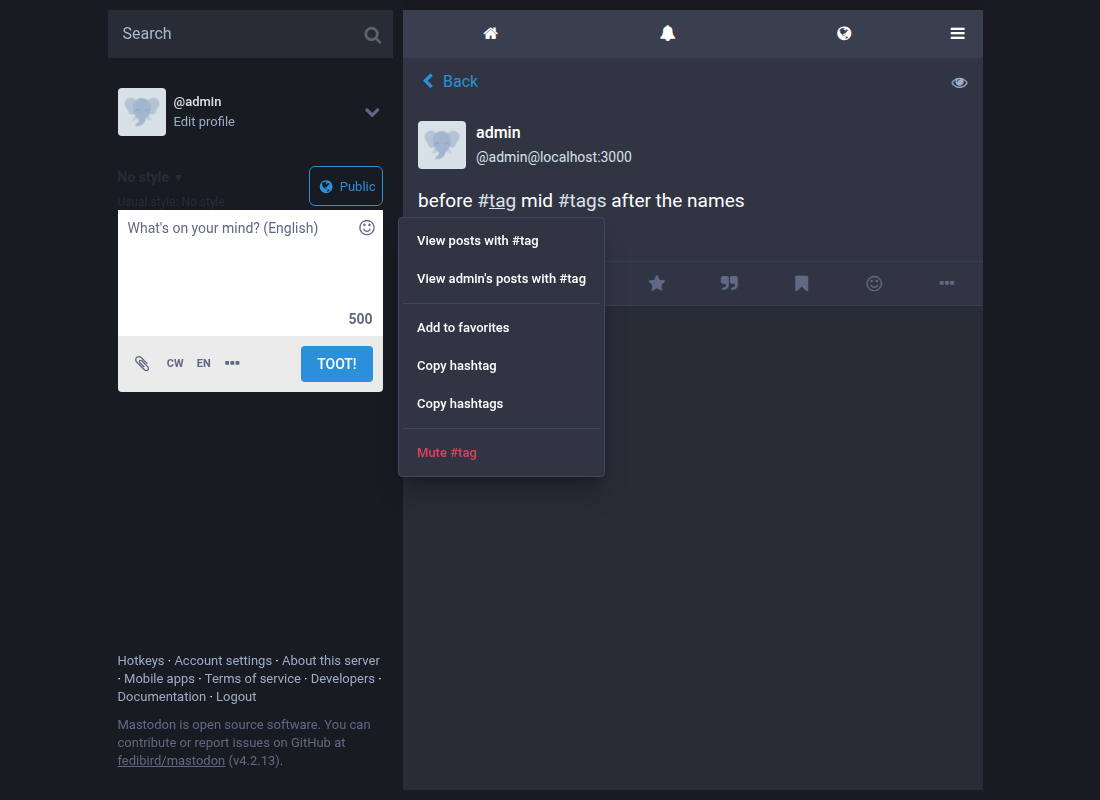 Search
@admin
Edit profile
No style ▾
Usual style: No style
Public
What's on your mind? (English)
500
CW EN
TOOT!
Hotkeys · Account settings · About this server
· Mobile apps · Terms of service · Developers ·
Documentation · Logout
Mastodon is open source software. You can
contribute or report issues on GitHub at
fedibird/mastodon (v4.2.13).
Back
admin
@admin@localhost:3000
before #tag mid #tags after the names
View posts with #tag
View admin's posts with #tag
Add to favorites
Copy hashtag
Copy hashtags
Mute #tag